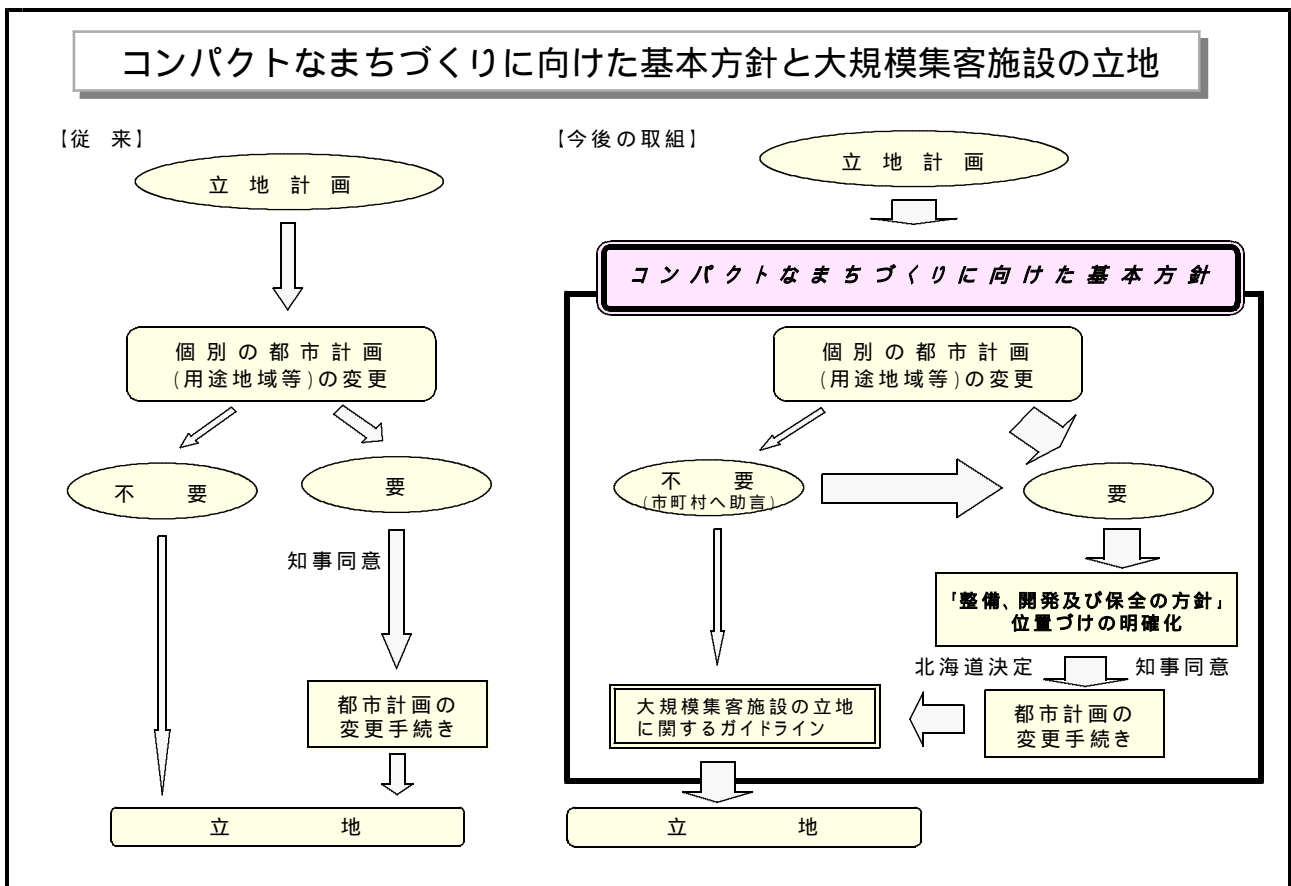 コンパクトなまちづくりに向けた基本方針と大規模集客施設の立地
【従　来】
立 地 計 画
個 別 の 都 市 計 画
(用途地域等)の変更
不　　要
要
知事同意
都市計画の
変更手続き
立　　　　地
【今後の取組】
立 地 計 画
コンパクトなまちづくりに向けた基本方針
個 別 の 都 市 計 画
(用途地域等)の変更
不　　要
(市町村へ助言)
要
「整備、開発及び保全の方針」
位置づけの明確化
北海道決定
知事同意
都市計画の
変更手続き
大規模集客施設の立地
に関するガイドライン
立　　　　地